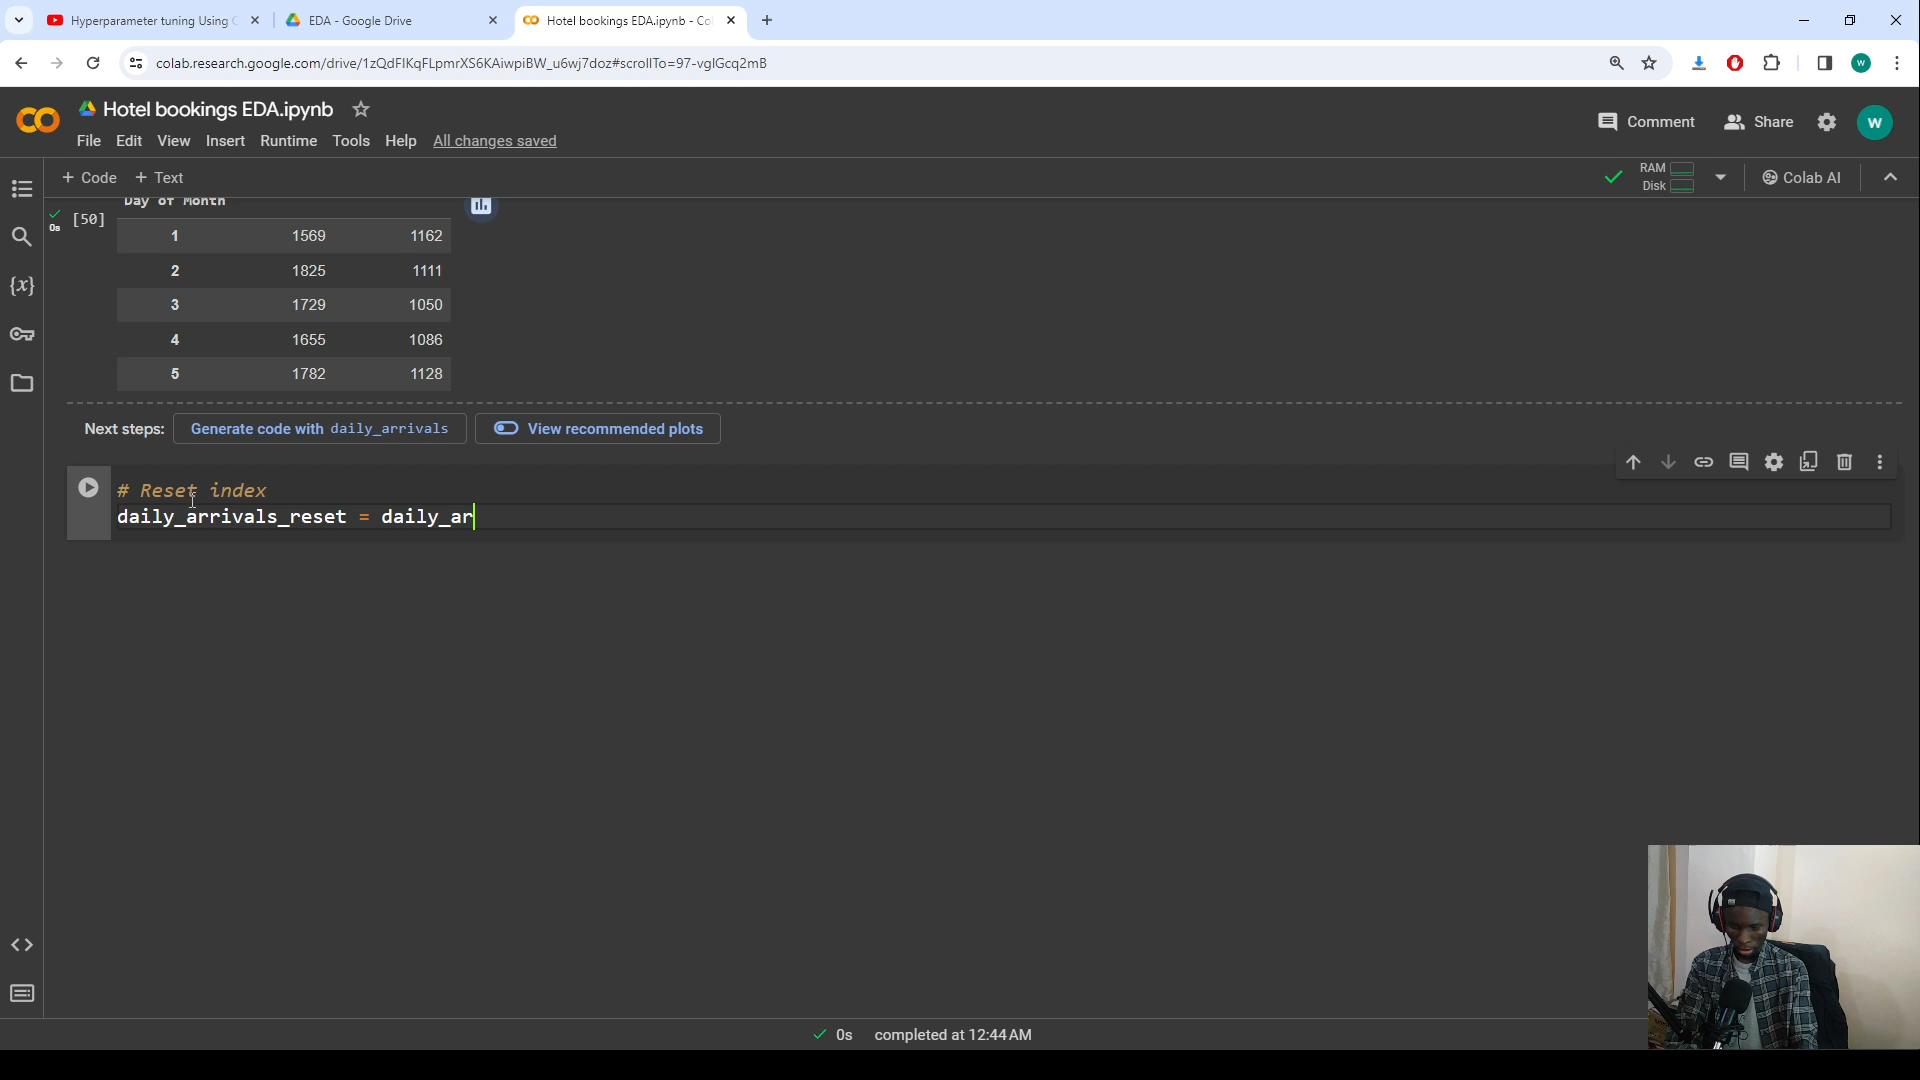 Hyperparameter tuning Using
EDA - Google Drive
Hotel bookings EDA.ipynb - Co
colab.research.google.com/drive/1zQdFlKqFLpmrXS6KAiwpiBW_u6wj7doz#scrollTo=97-vglGcq2mB
W
Hotel bookings EDA.ipynb
File Edit View Insert Runtime Tools Help All changes saved
Comment
Share
W
+ Code + Text
RAM
Disk
Colab AI
Day of Month
0s
[50]
1 1569 1162
2 1825 1111
3 1729 1050
4 1655 1086
5 1782 1128
Next steps: Generate code with daily_arrivals View recommended plots
# Reset index
daily_arrivals_reset = daily_ar
{x}
0s completed at 12:44 AM